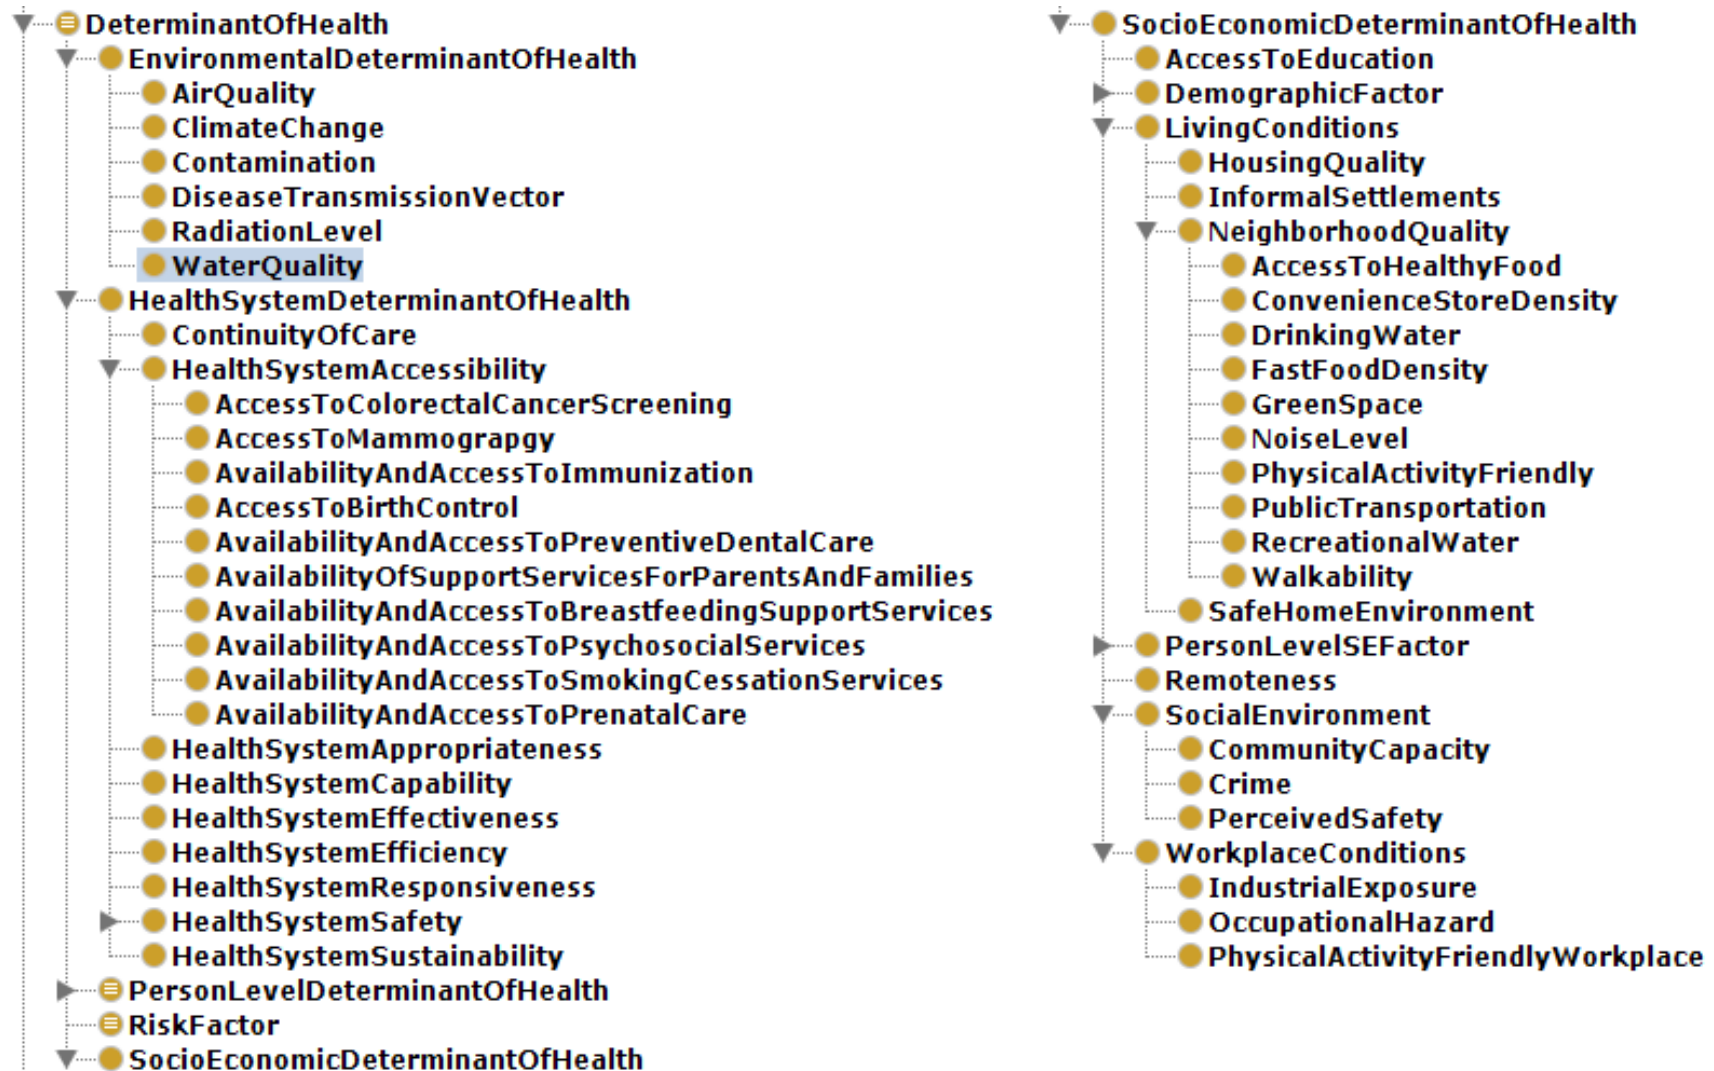 DeterminantOfHealth
EnvironmentalDeterminantOfHealth
AirQuality
ClimateChange
Contamination
DiseaseTransmissionVector
RadiationLevel
WaterQuality
HealthSystemDeterminantOfHealth
ContinuityOfCare
HealthSystemAccessibility
AccessToColorectalCancerScreening
AccessToMammograpgy
AvailabilityAndAccessToImmunization
AccessToBirthControl
AvailabilityAndAccessToPreventiveDentalCare
AvailabilityOfSupportServicesForParentsAndFamilies
AvailabilityAndAccessToBreastfeedingSupportServices
AvailabilityAndAccessToPsychosocialServices
AvailabilityAndAccessToSmokingCessationServices
AvailabilityAndAccessToPrenatalCare
HealthSystemAppropriateness
HealthSystemCapability
HealthSystemEffectiveness
HealthSystemEfficiency
HealthSystemResponsiveness
HealthSystemSafety
HealthSystemSustainability
PersonLevelDeterminantOfHealth
RiskFactor
SocioEconomicDeterminantOfHealth
SocioEconomicDeterminantOfHealth
AccessToEducation
DemographicFactor
LivingConditions
HousingQuality
InformalSettlements
NeighborhoodQuality
AccessToHealthyFood
ConvenienceStoreDensity
DrinkingWater
FastFoodDensity
GreenSpace
NoiseLevel
PhysicalActivityFriendly
PublicTransportation
RecreationalWater
Walkability
SafeHomeEnvironment
PersonLevelSEFactor
Remoteness
SocialEnvironment
CommunityCapacity
Crime
PerceivedSafety
WorkplaceConditions
IndustrialExposure
OccupationalHazard
PhysicalActivityFriendlyWorkplace